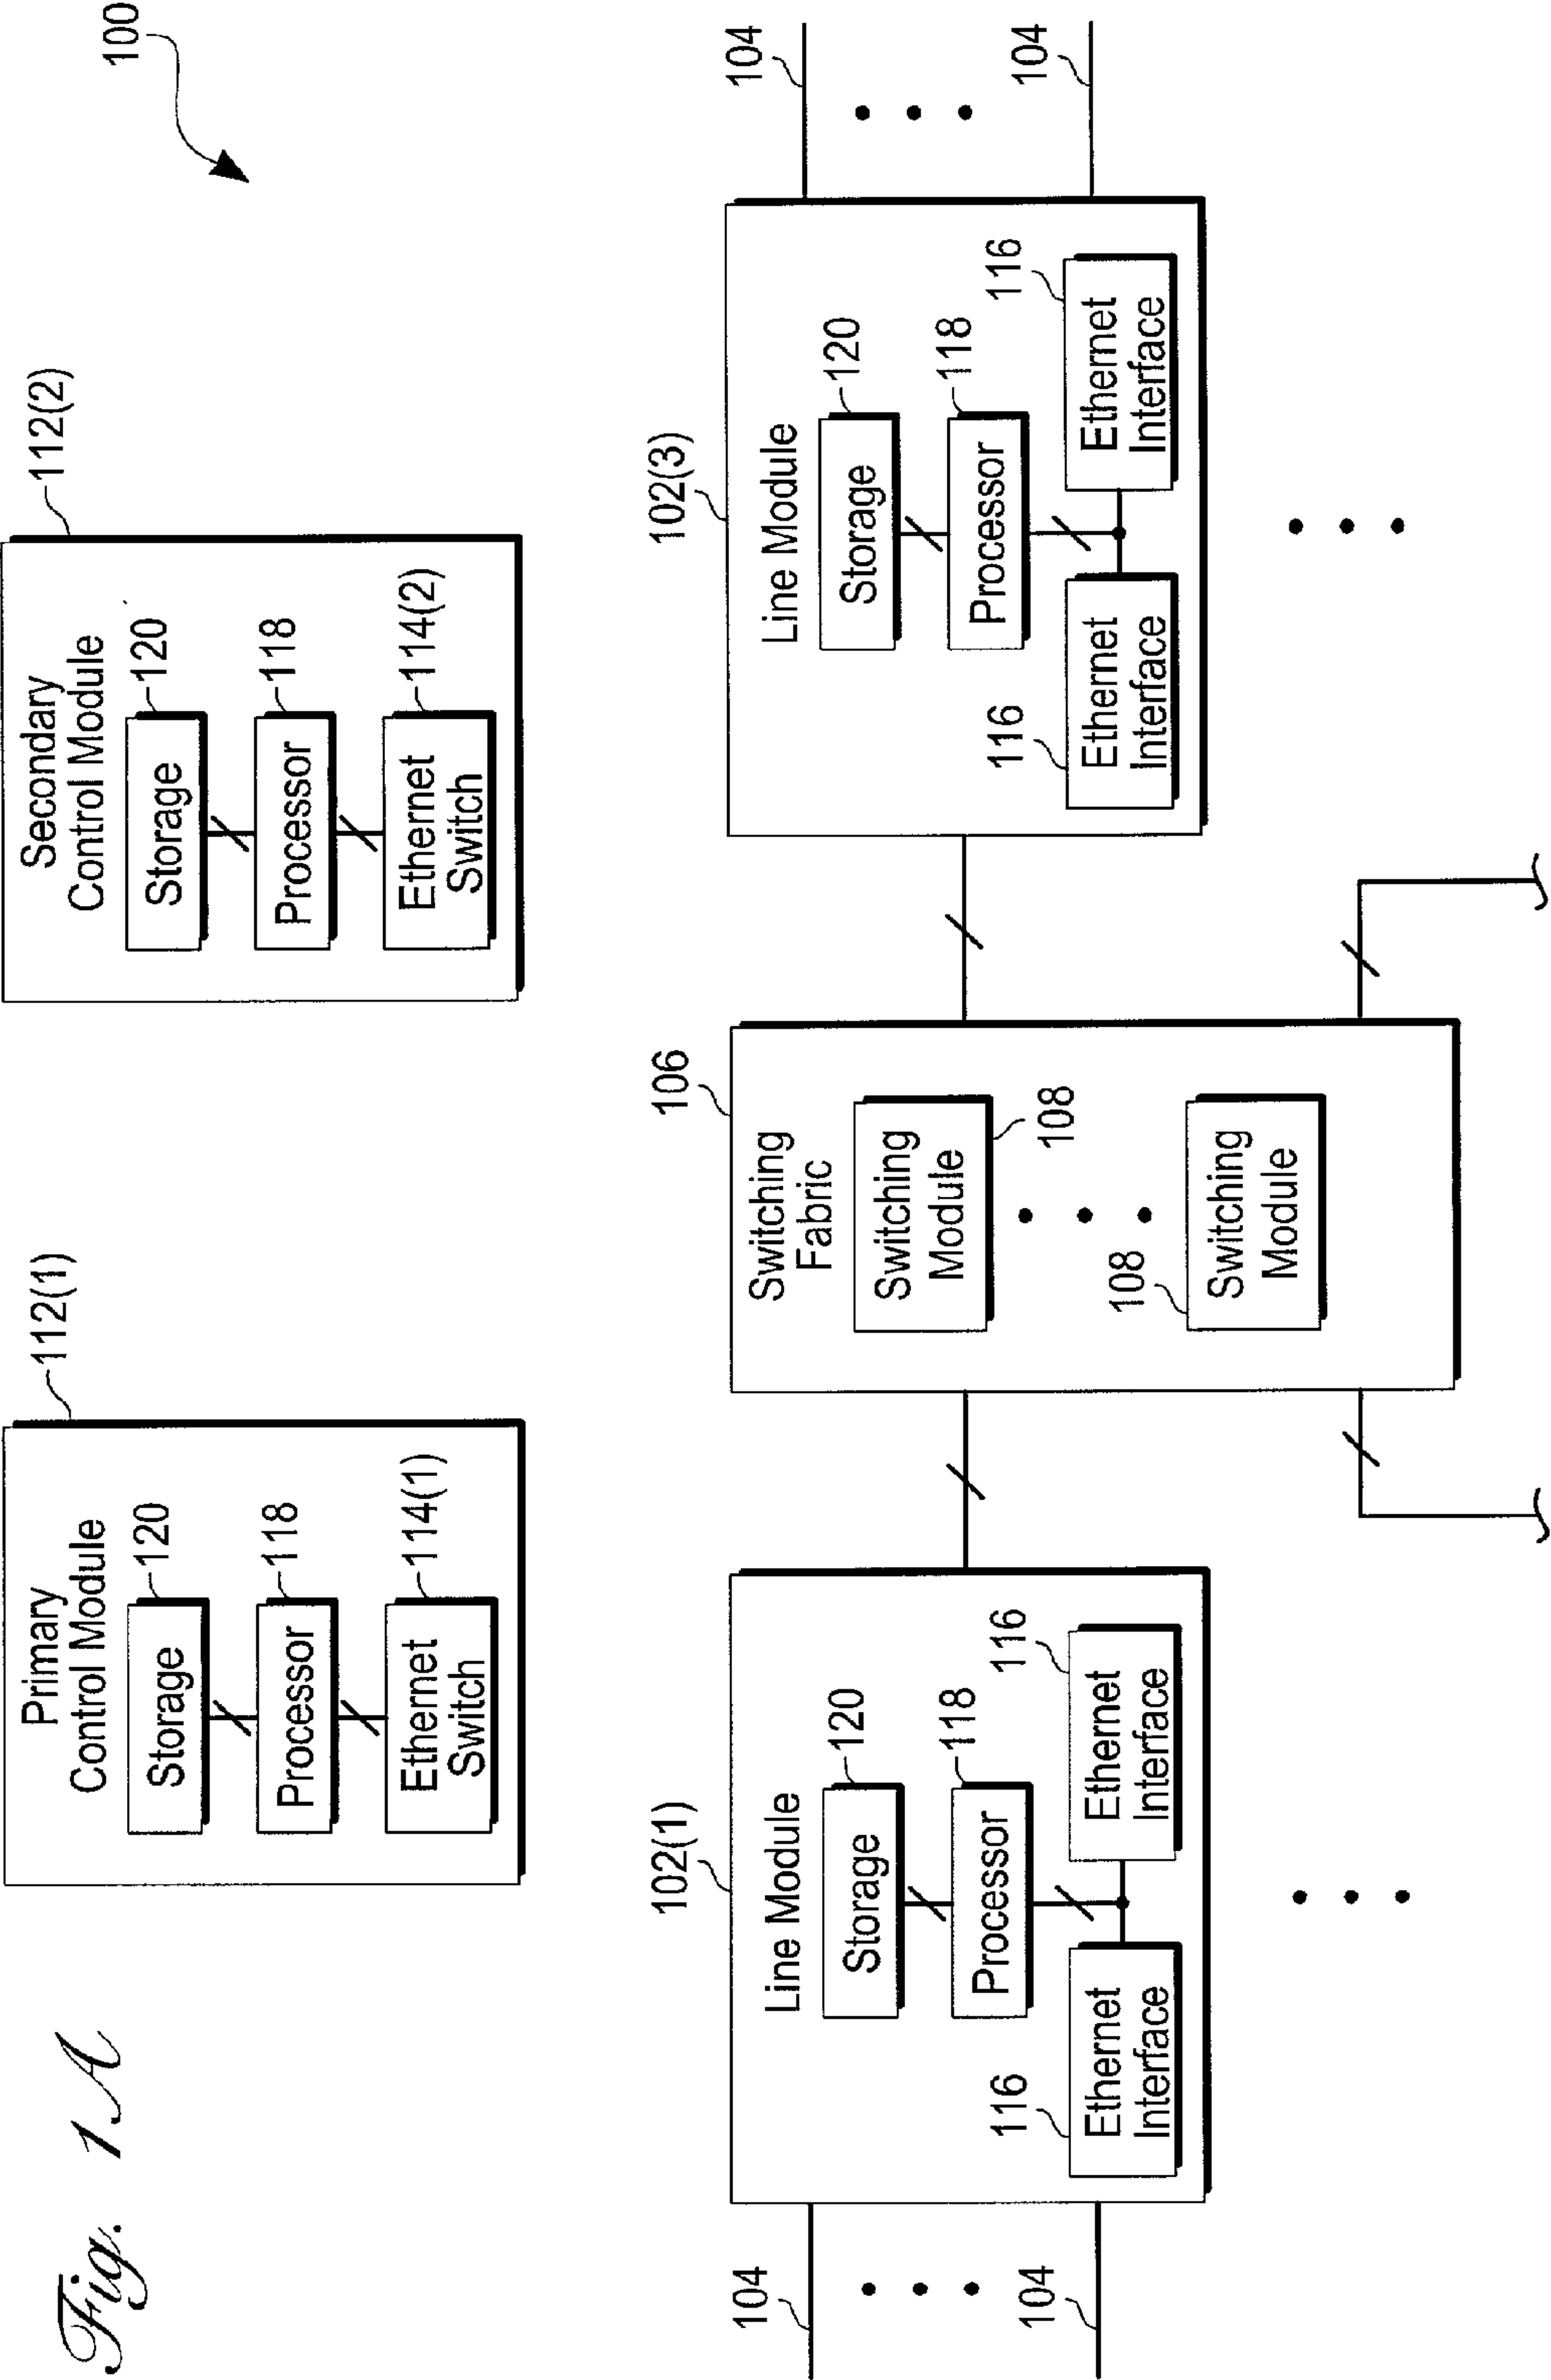 Fig. 1A
100
112(1)
Primary
Control Module
Storage
120
Processor
118
Ethernet
Switch
114(1)
112(2)
Secondary
Control Module
Storage
120
Processor
118
Ethernet
Switch
114(2)
102(1)
Line Module
Storage
120
Processor
118
116
Ethernet
Interface
116
Ethernet
Interface
104
104
106
Switching
Fabric
Switching
Module
108
108
Switching
Module
102(3)
Line Module
Storage
120
Processor
118
116
Ethernet
Interface
116
Ethernet
Interface
104
104